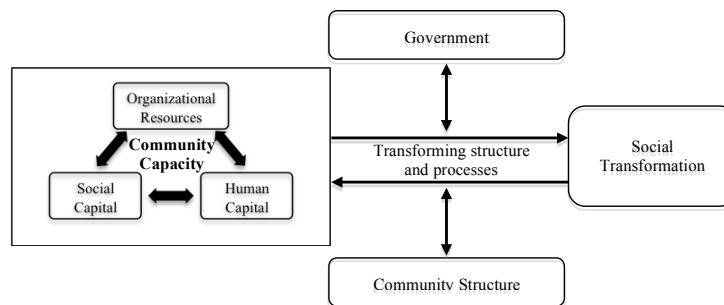 Government
Organizational
Resources
Community
Capacity
Social
Capital
Human
Capital
Transforming structure
and processes
Social
Transformation
Community Structure